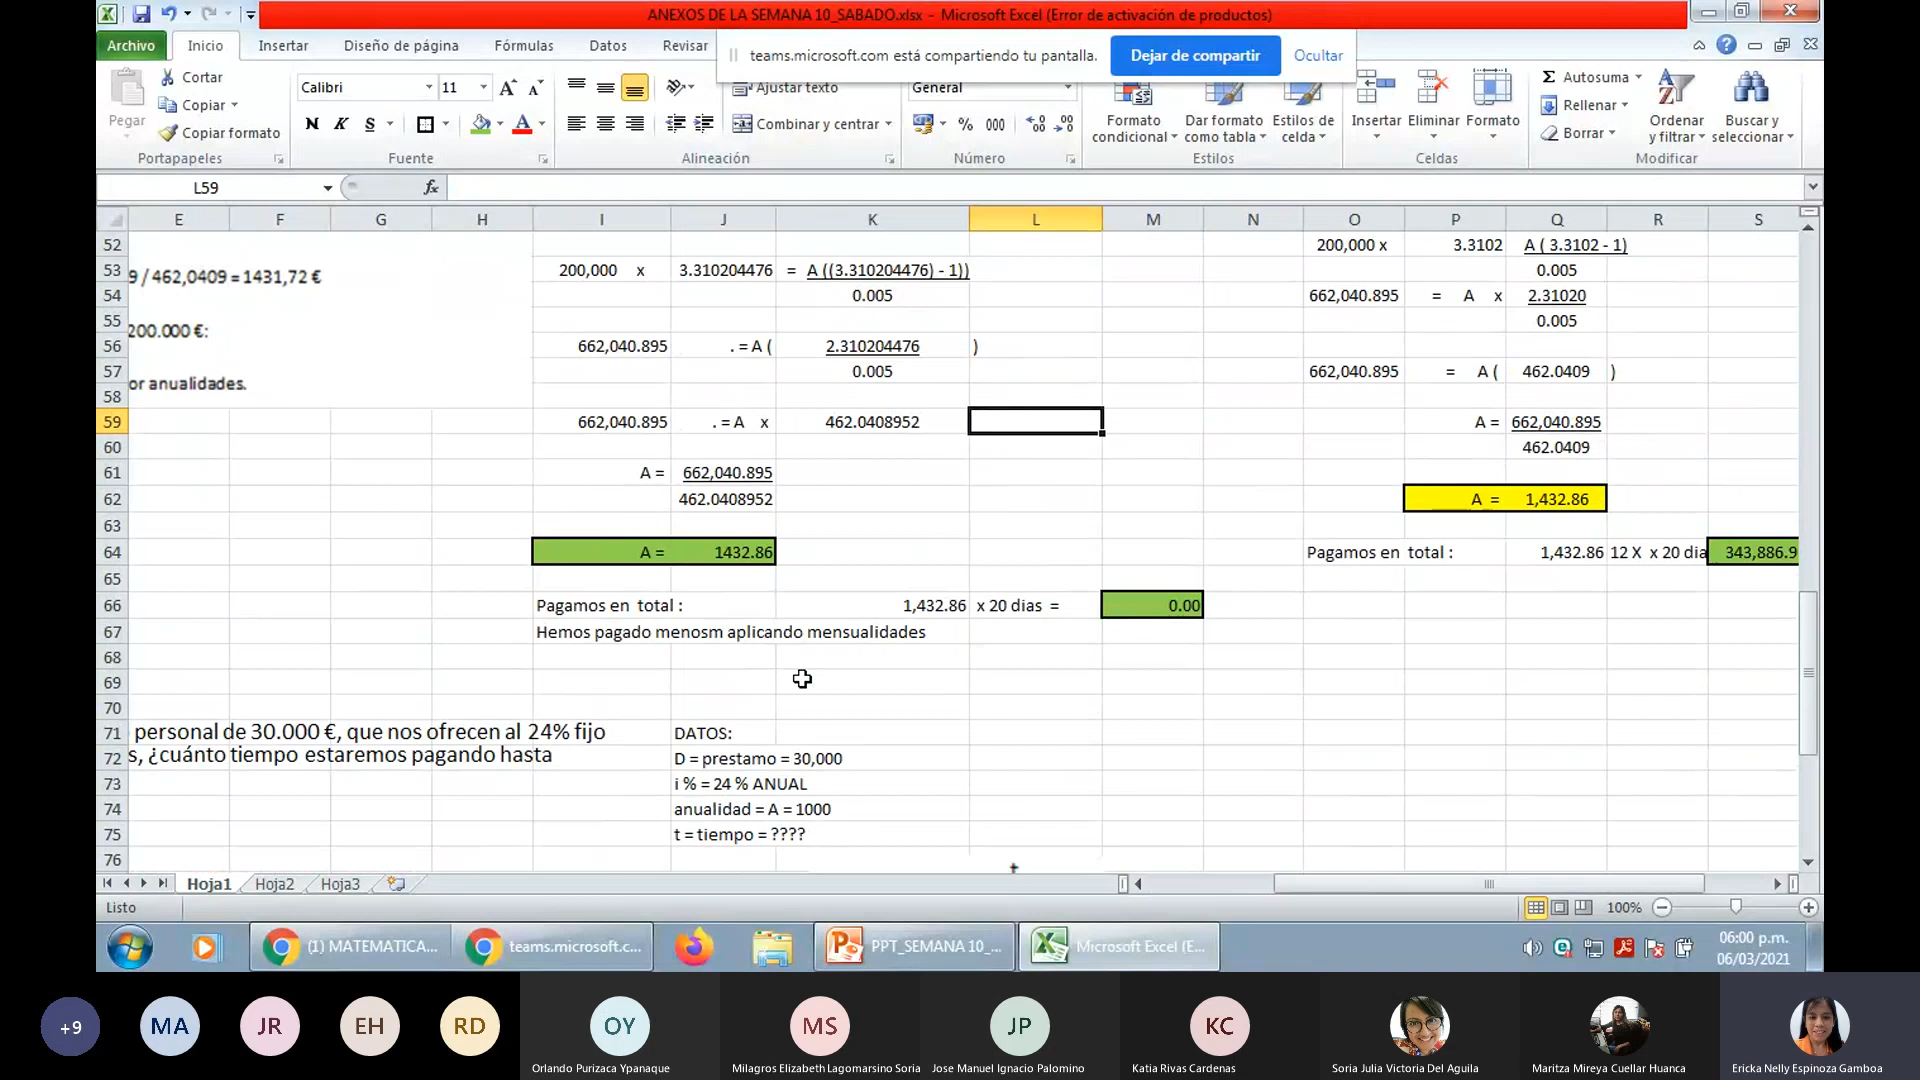 ANEXOS DE LA SEMANA 10_SABADO.xlsx - Microsoft Excel (Error de activación de productos)
Archivo Inicio Insertar Diseño de página Fórmulas Datos Revisar
teams.microsoft.com está compartiendo tu pantalla. Dejar de compartir Ocultar
Pegar
Cortar
Copiar
Copiar formato
Portapapeles
Calibri 11
N K S
Fuente
Ajustar texto
Combinar y centrar
Alineación
General
% 000
Número
Formato condicional
Dar formato como tabla
Estilos de celda
Estilos
Insertar Eliminar Formato
Celdas
Autosuma
Rellenar
Borrar
Ordenar y filtrar
Buscar y seleccionar
Modificar
L59 fx
E F G H I J K L M N O P Q R S
52 200,000 x 3.3102 A ( 3.3102 - 1)
53 9 / 462,0409 = 1431,72 € 200,000 x 3.310204476 = A ((3.310204476) - 1)) 0.005
54 0.005 662,040.895 = A x 2.31020
55 200.000 €: 0.005
56 662,040.895 . = A ( 2.310204476 )
57 or anualidades. 0.005 662,040.895 = A ( 462.0409 )
58
59 662,040.895 . = A x 462.0408952 A = 662,040.895
60 462.0409
61 A = 662,040.895
62 462.0408952 A = 1,432.86
63
64 A = 1432.86 Pagamos en total : 1,432.86 12 X x 20 dia 343,886.9
65
66 Pagamos en total : 1,432.86 x 20 dias = 0.00
67 Hemos pagado menosm aplicando mensualidades
68
69
70
71 personal de 30.000 €, que nos ofrecen al 24% fijo DATOS:
72 s, ¿cuánto tiempo estaremos pagando hasta D = prestamo = 30,000
73 i % = 24 % ANUAL
74 anualidad = A = 1000
75 t = tiempo = ????
76
Hoja1 Hoja2 Hoja3
Listo 100%
(1) MATEMATICA... teams.microsoft.c... PPT_SEMANA 10_... Microsoft Excel (E...
06:00 p.m.
06/03/2021
+9 MA JR EH RD OY MS JP KC
Orlando Purizaca Ypanaque Milagros Elizabeth Lagomarsino Soria Jose Manuel Ignacio Palomino Katia Rivas Cardenas Soria Julia Victoria Del Aguila Maritza Mireya Cuellar Huanca Ericka Nelly Espinoza Gamboa